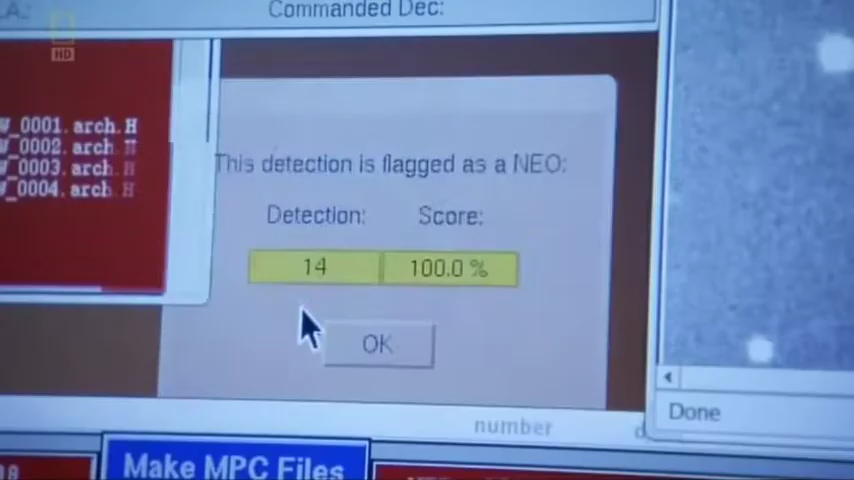 Commanded Dec:
HD
_0001.arch.H
_0002.arch.H
_0003.arch.H
_0004.arch.H
This detection is flagged as a NEO:
Detection: Score:
14 100.0 %
OK
Done
number
Make MPC Files